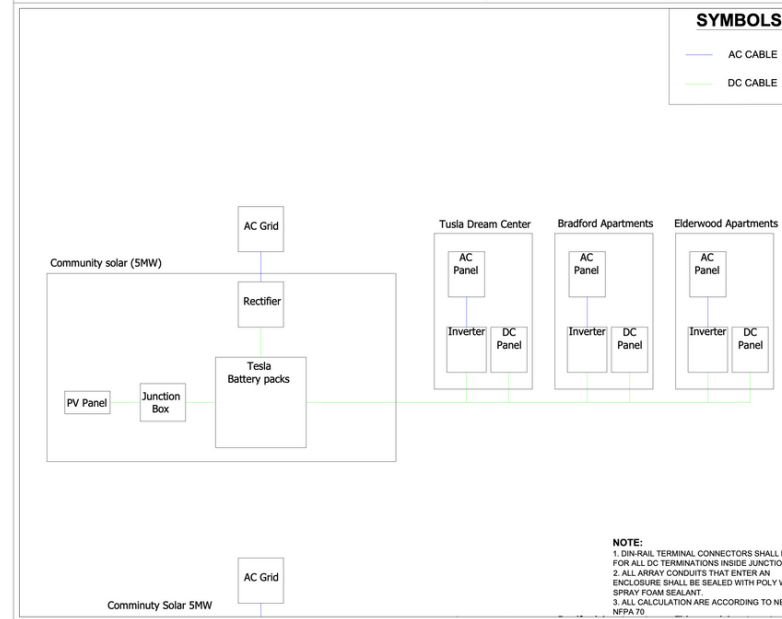 SYMBOLS
AC CABLE
DC CABLE
AC Grid
Tusla Dream Center
Bradford Apartments
Elderwood Apartments
Community solar (5MW)
AC
Panel
AC
Panel
AC
Panel
Rectifier
Inverter
DC
Panel
Inverter
DC
Panel
Inverter
DC
Panel
Tesla
Battery packs
PV Panel
Junction
Box
NOTE:
1. DIN-RAIL TERMINAL CONNECTORS SHALL
FOR ALL DC TERMINATIONS INSIDE JUNCTIO
2. ALL ARRAY CONDUITS THAT ENTER AN
ENCLOSURE SHALL BE SEALED WITH POLY
SPRAY FOAM SEALANT.
3. ALL CALCULATION ARE ACCORDING TO NE
NFPA 70
AC Grid
Comminuty Solar 5MW